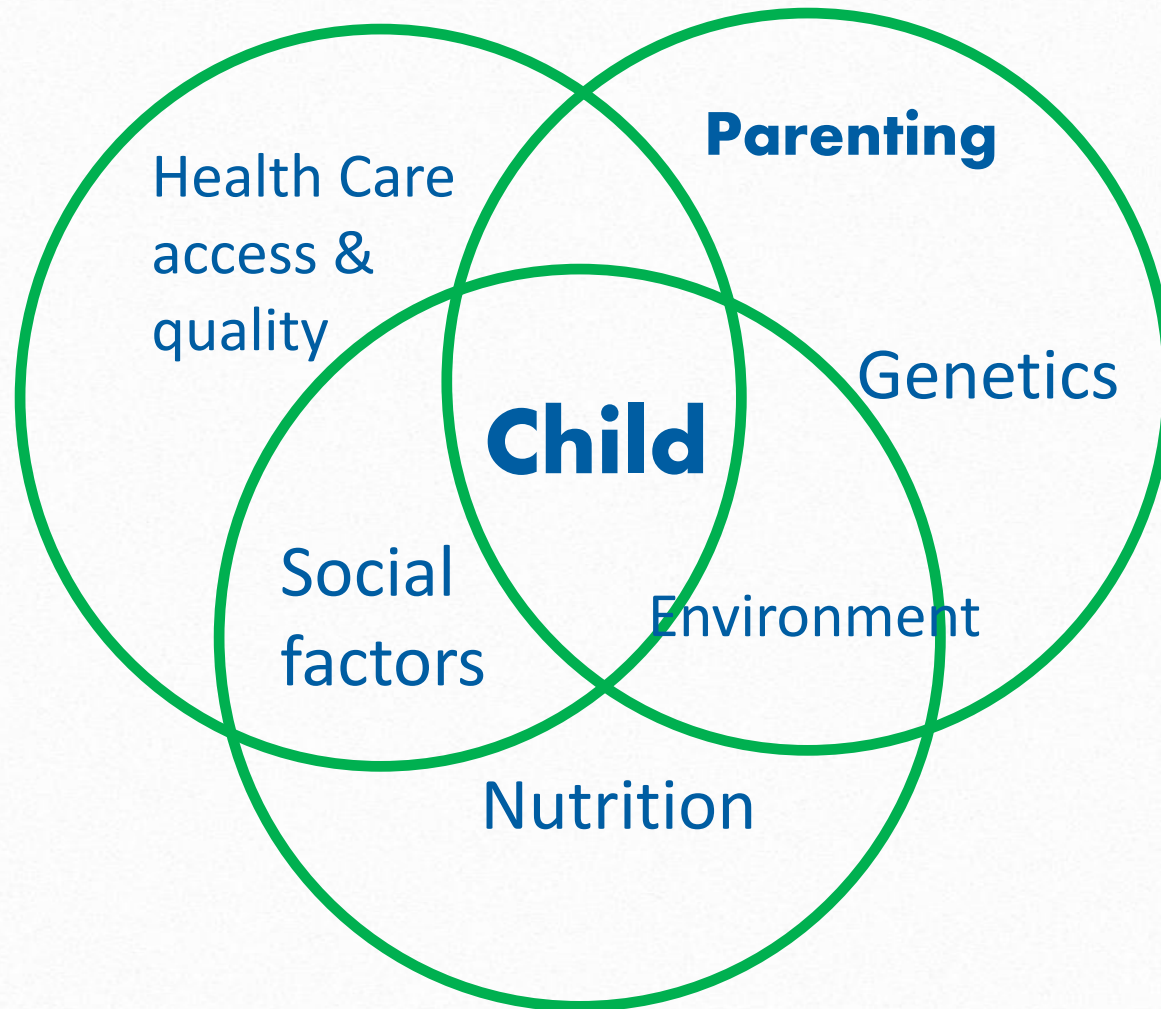 Parenting
Health Care
access &
quality
Genetics
Child
Social
factors
Environment
Nutrition